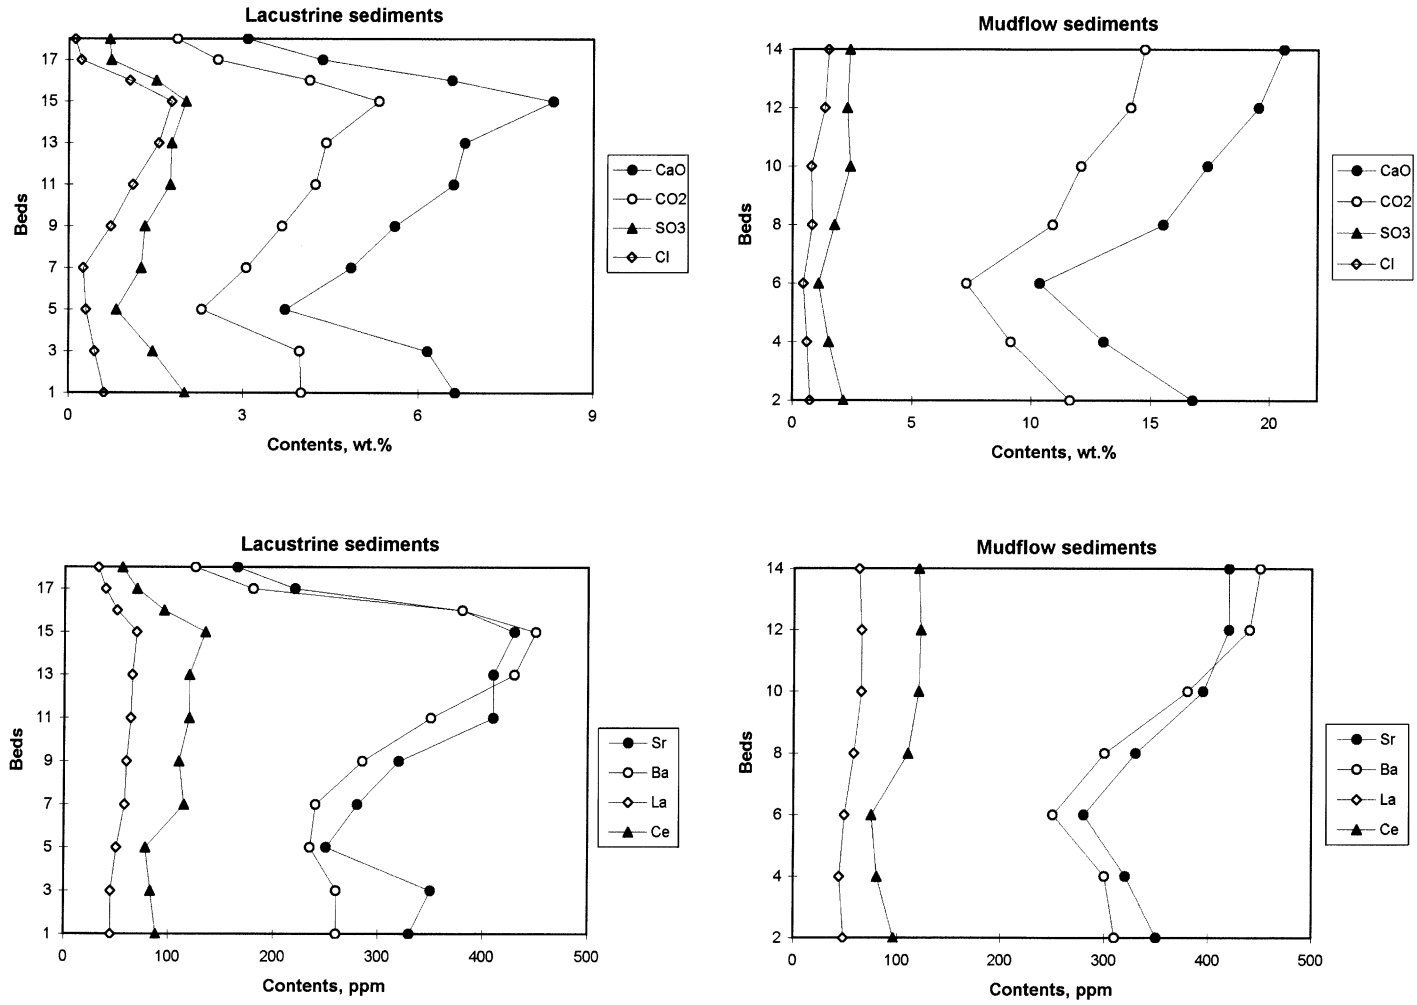 Lacustrine sediments
17
15
13
11
9
7
5
3
1
Beds
0 3 6 9
Contents, wt.%
CaO
CO2
SO3
Cl
Mudflow sediments
14
12
10
8
6
4
2
Beds
0 5 10 15 20
Contents, wt.%
CaO
CO2
SO3
Cl
Lacustrine sediments
17
15
13
11
9
7
5
3
1
Beds
0 100 200 300 400 500
Contents, ppm
Sr
Ba
La
Ce
Mudflow sediments
14
12
10
8
6
4
2
Beds
0 100 200 300 400 500
Contents, ppm
Sr
Ba
La
Ce